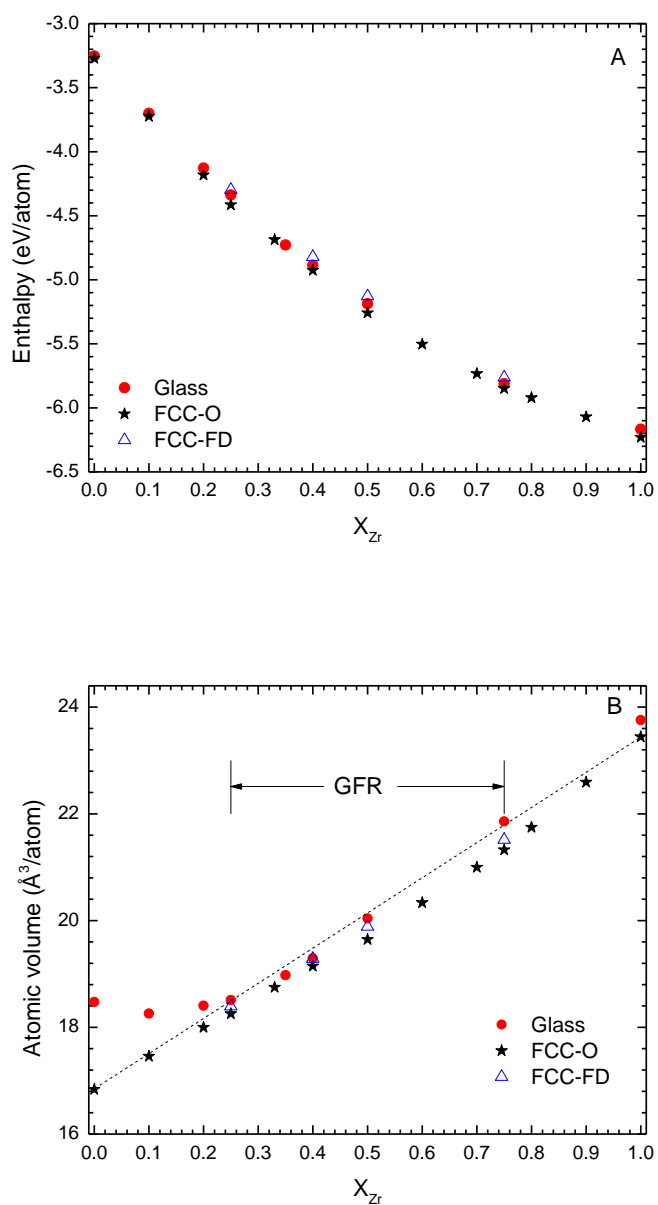 -3.0
-3.5
-4.0
-4.5
-5.0
-5.5
-6.0
-6.5
Enthalpy (eV/atom)
A
Glass
FCC-O
FCC-FD
0.0 0.1 0.2 0.3 0.4 0.5 0.6 0.7 0.8 0.9 1.0
X_Zr
24
22
20
18
16
Atomic volume (Å³/atom)
B
GFR
Glass
FCC-O
FCC-FD
0.0 0.1 0.2 0.3 0.4 0.5 0.6 0.7 0.8 0.9 1.0
X_Zr